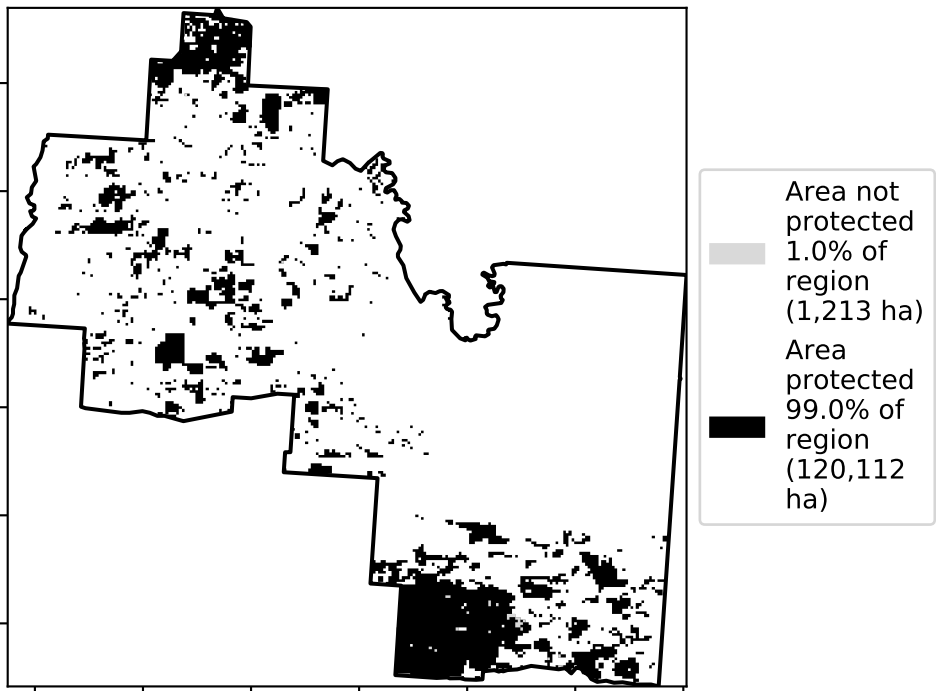 Area not
protected
1.0% of
region
(1,213 ha)
Area
protected
99.0% of
region
(120,112
ha)